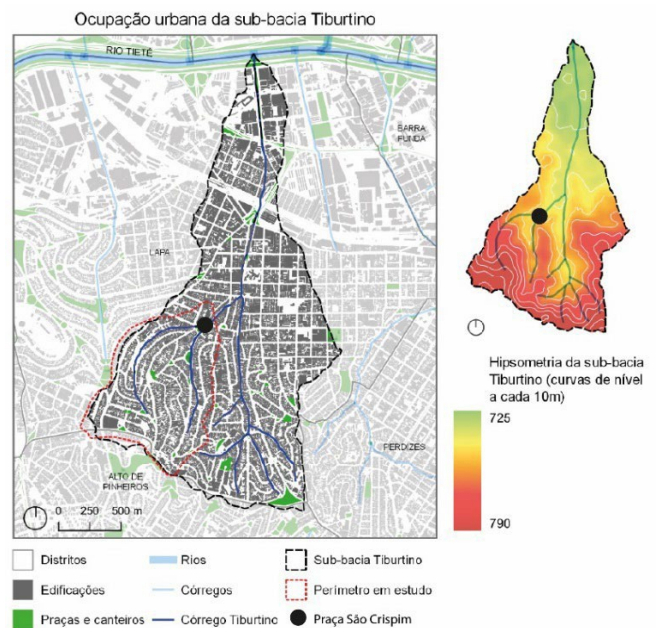 Ocupação urbana da sub-bacia Tiburtino
RIO TIETÊ
BARRA
FUNDA
LAPA
PERDIZES
ALTO DE
PINHEIROS
0 250 500 m
Hipsometria da sub-bacia
Tiburtino (curvas de nível
a cada 10m)
725
790
Distritos
Rios
Sub-bacia Tiburtino
Edificações
Córregos
Perímetro em estudo
Praças e canteiros
Córrego Tiburtino
Praça São Crispim